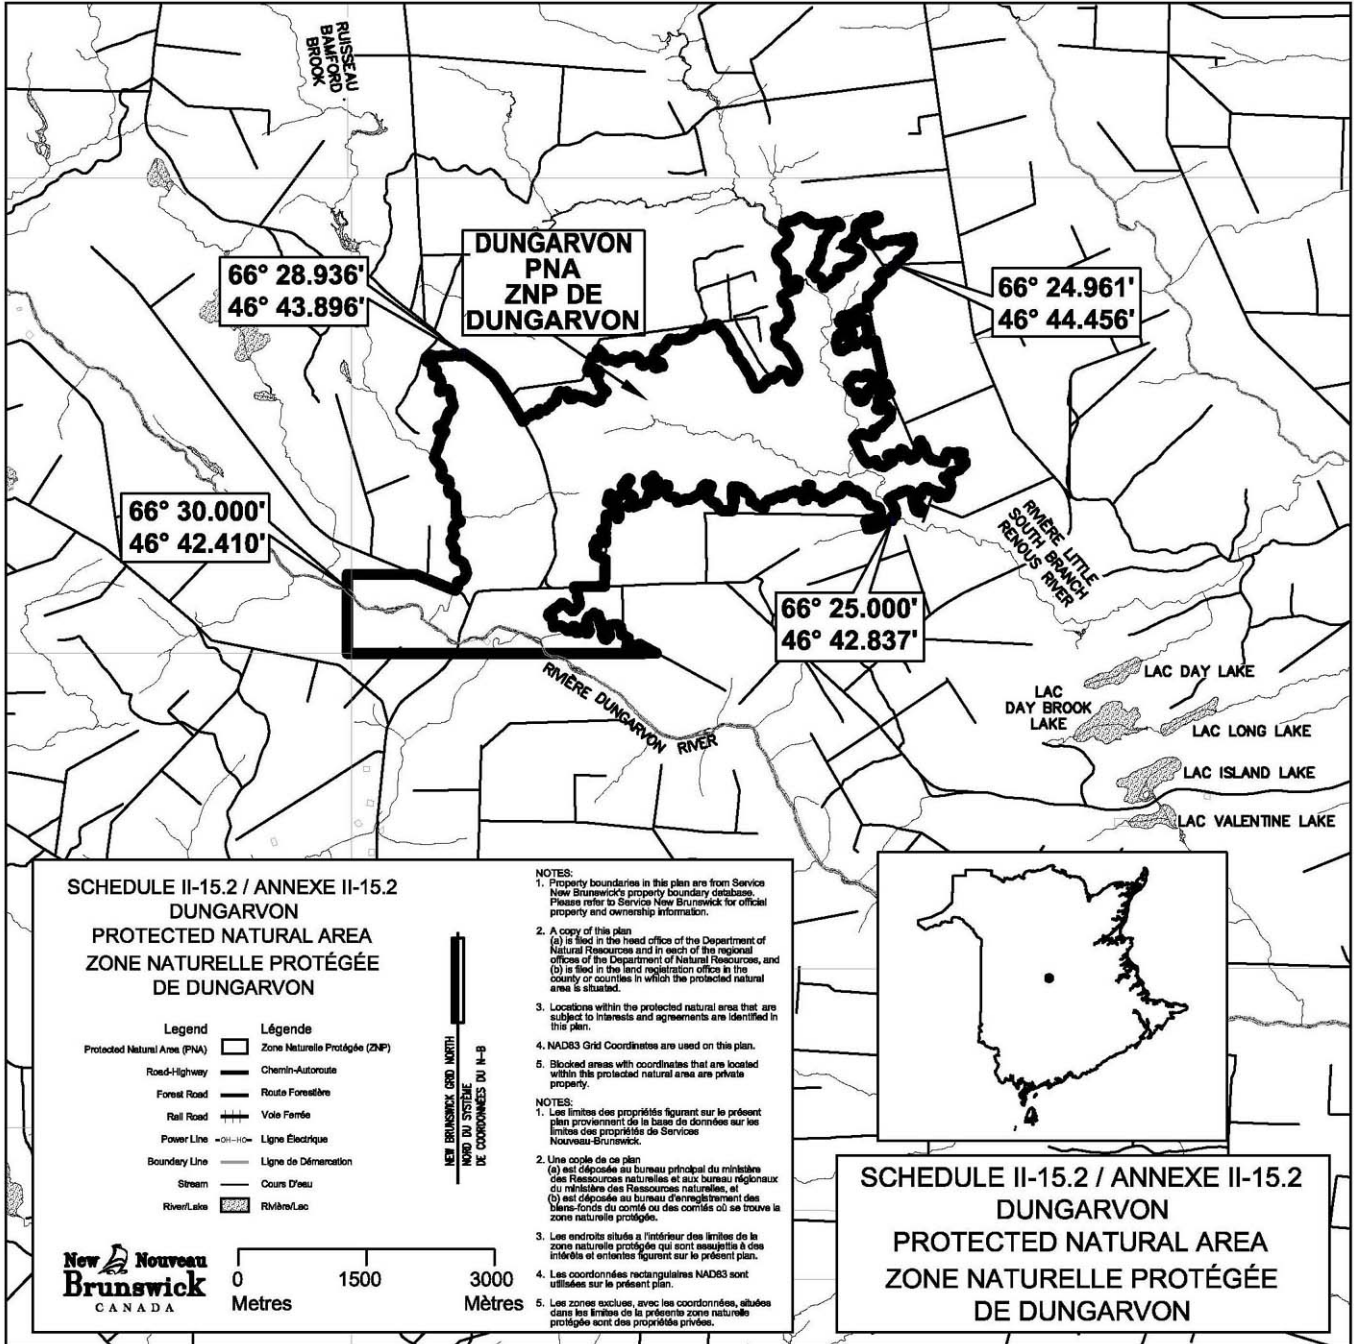 RUISSEAU
BAMFORD
BROOK
DUNGARVON
PNA
ZNP DE
DUNGARVON
66° 28.936'
46° 43.896'
66° 24.961'
46° 44.456'
66° 30.000'
46° 42.410'
RIVIÈRE LITTLE
SOUTH BRANCH
RENOUS RIVER
66° 25.000'
46° 42.837'
RIVIÈRE DUNGARVON RIVER
LAC DAY LAKE
LAC
DAY BROOK
LAKE
LAC LONG LAKE
LAC ISLAND LAKE
LAC VALENTINE LAKE
SCHEDULE II-15.2 / ANNEXE II-15.2
DUNGARVON
PROTECTED NATURAL AREA
ZONE NATURELLE PROTÉGÉE
DE DUNGARVON
Legend Légende
Protected Natural Area (PNA) Zone Naturelle Protégée (ZNP)
Road-Highway Chemin-Autoroute
Forest Road Route Forestière
Rail Road Voie Ferrée
Power Line OH-HO Ligne Électrique
Boundary Line Ligne de Démarcation
Stream Cours D'eau
River/Lake Rivière/Lac
NEW BRUNSWICK GRID NORTH
NORD DU SYSTÈME
DE COORDONNÉES DU N-B
New Nouveau
Brunswick
CANADA
0 1500 3000
Metres Mètres
NOTES:
1. Property boundaries in this plan are from Service
New Brunswick's property boundary database.
Please refer to Service New Brunswick for official
property and ownership information.
2. A copy of this plan
(a) is filed in the head office of the Department of
Natural Resources and in each of the regional
offices of the Department of Natural Resources, and
(b) is filed in the land registration office in the
county or counties in which the protected natural
area is situated.
3. Locations within the protected natural area that are
subject to interests and agreements are identified in
this plan.
4. NAD83 Grid Coordinates are used on this plan.
5. Blocked areas with coordinates that are located
within this protected natural area are private
property.
NOTES:
1. Les limites des propriétés figurant sur le présent
plan proviennent de la base de données sur les
limites des propriétés de Services
Nouveau-Brunswick.
2. Une copie de ce plan
(a) est déposée au bureau principal du ministère
des Ressources naturelles et aux bureau régionaux
du ministère des Ressources naturelles, et
(b) est déposée au bureau d'enregistrement des
biens-fonds du comté ou des comtés où se trouve la
zone naturelle protégée.
3. Les endroits situés a l'intérieur des limites de la
zone naturelle protégée qui sont assujettis à des
intérêts et ententes figurent sur le présent plan.
4. Les coordonnées rectangulaires NAD83 sont
utilisées sur le présent plan.
5. Les zones exclues, avec les coordonnées, situées
dans les limites de la présente zone naturelle
protégée sont des propriétés privées.
SCHEDULE II-15.2 / ANNEXE II-15.2
DUNGARVON
PROTECTED NATURAL AREA
ZONE NATURELLE PROTÉGÉE
DE DUNGARVON